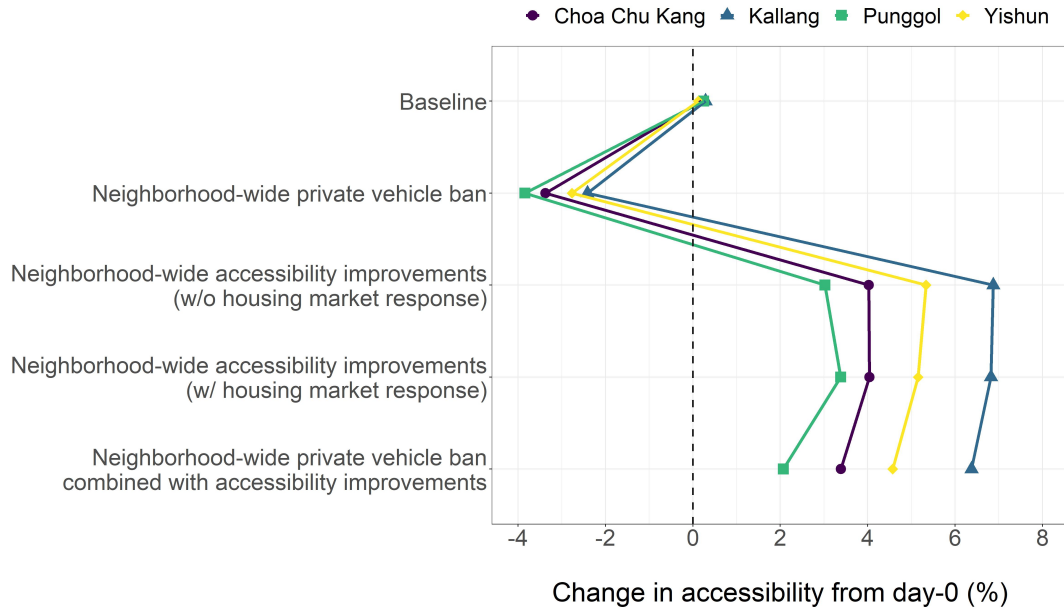 Choa Chu Kang Kallang Punggol Yishun
Baseline
Neighborhood-wide private vehicle ban
Neighborhood-wide accessibility improvements
(w/o housing market response)
Neighborhood-wide accessibility improvements
(w/ housing market response)
Neighborhood-wide private vehicle ban
combined with accessibility improvements
-4 -2 0 2 4 6 8
Change in accessibility from day-0 (%)